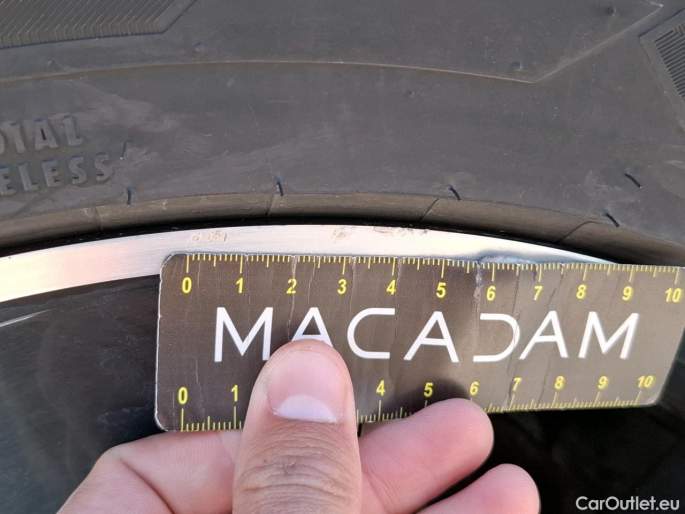 DIAL
ELESS
0 1 2 3 4 5 6 7 8 9 10
MACADAM
0 1 4 5 6 7 8 9 10
CarOutlet.eu